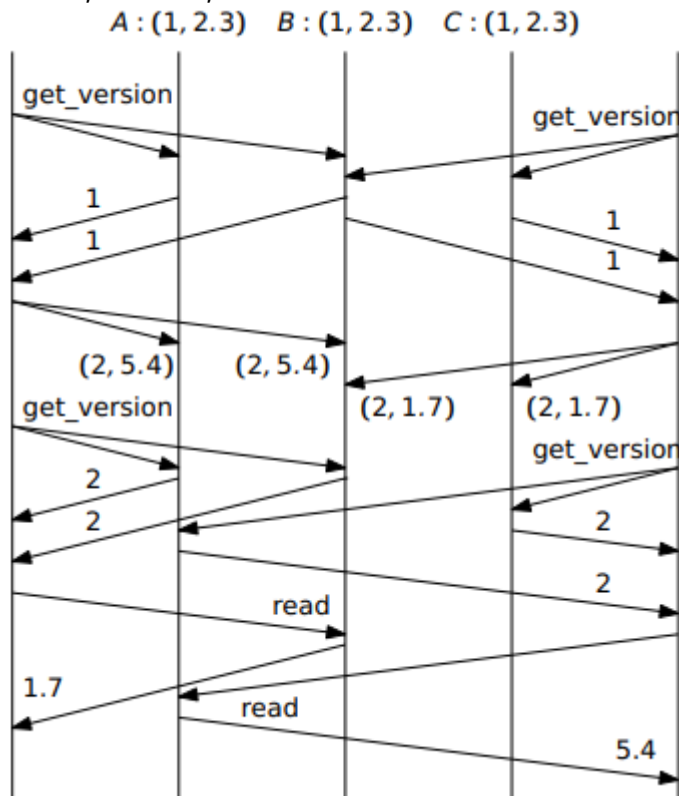 A : (1, 2.3) B : (1, 2.3) C : (1, 2.3)
get_version
get_version
1
1
1
1
(2, 5.4) (2, 5.4)
(2, 1.7) (2, 1.7)
get_version
get_version
2
2
2
2
read
1.7
read
5.4